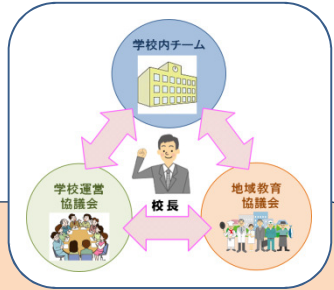 学校内チーム
学校運営
協議会
校長
地域教育
協議会